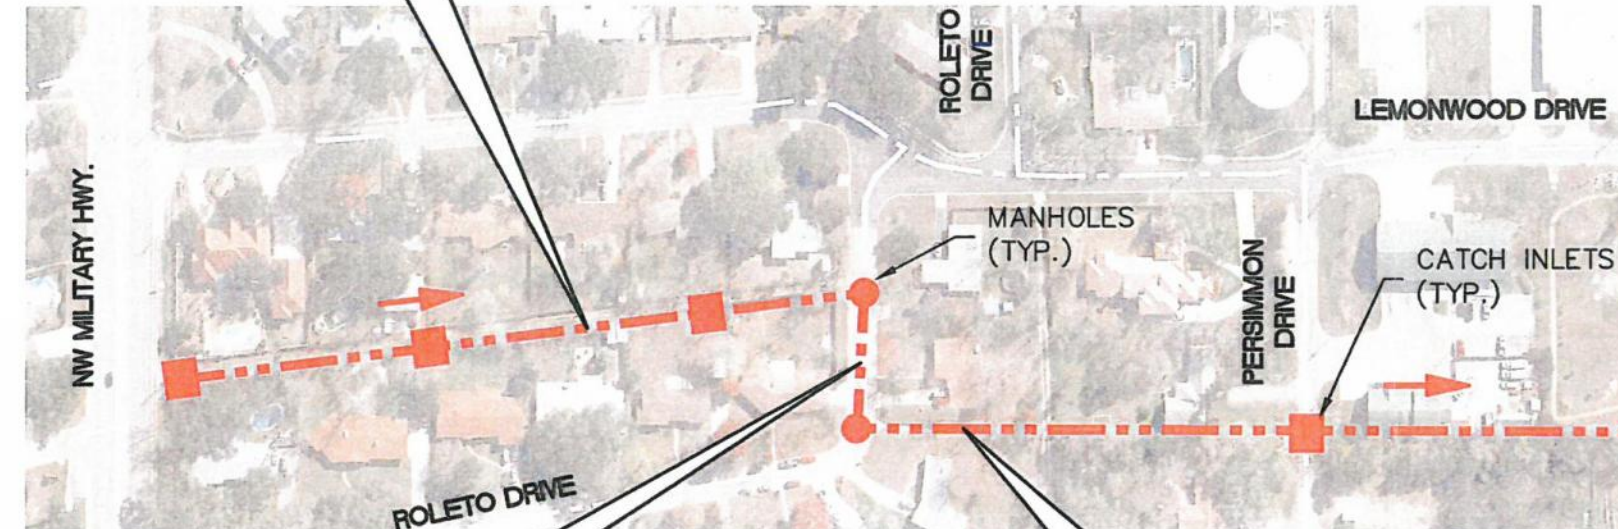 ROLETO
DRIVE
LEMONWOOD DRIVE
NW MILITARY HWY.
MANHOLES
(TYP.)
PERSIMMON
DRIVE
CATCH INLETS
(TYP.)
ROLETO DRIVE